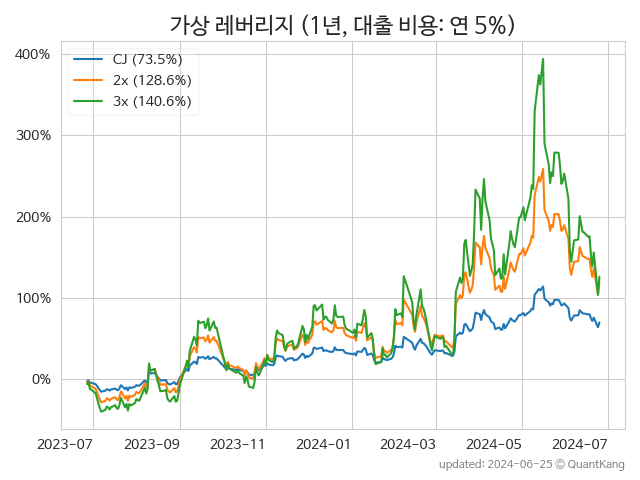 가상 레버리지 (1년, 대출 비용: 연 5%)
CJ (73.5%)
2x (128.6%)
3x (140.6%)
400%
300%
200%
100%
0%
2023-07
2023-09
2023-11
2024-01
2024-03
2024-05
2024-07
updated: 2024-06-25 © QuantKang